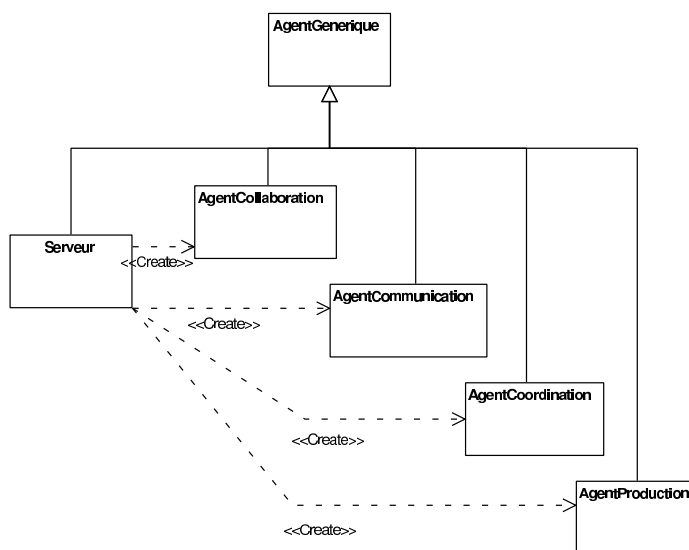 AgentGenerique
AgentCollaboration
Serveur
<<Create>>
AgentCommunication
<<Create>>
AgentCoordination
<<Create>>
AgentProduction
<<Create>>